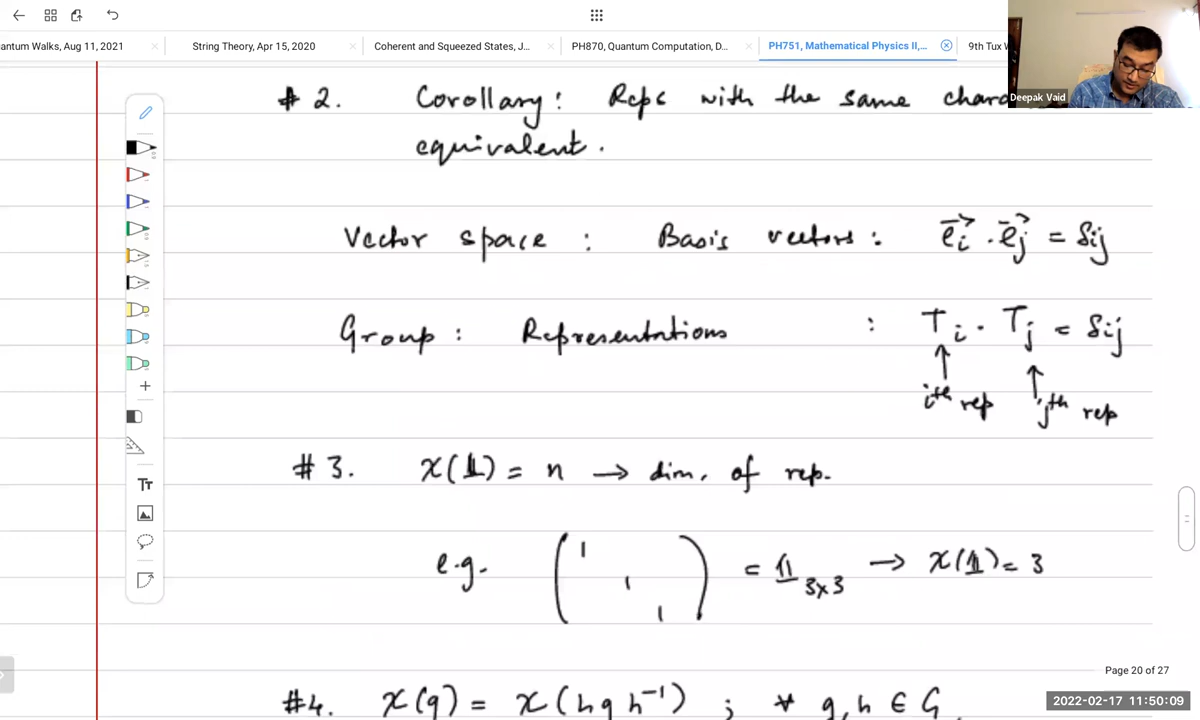 antum Walks, Aug 11, 2021
String Theory, Apr 15, 2020
Coherent and Squeezed States, J...
PH870, Quantum Computation, D...
PH751, Mathematical Physics II,...
9th Tux W
Deepak Vaid
# 2. Corollary: Reps with the same chara
equivalent.
Vector space : Basis vectors : e⃗i . e⃗j = δij
Group : Representations : Ti . Tj = δij
ith rep jth rep
# 3. χ(𝟙) = n → dim. of rep.
e.g. ( 1 1 1 ) = 𝟙3x3 → χ(𝟙) = 3
Page 20 of 27
#4. χ(g) = χ(h g h⁻¹) ; ∀ g, h ∈ G
2022-02-17 11:50:09
Tт